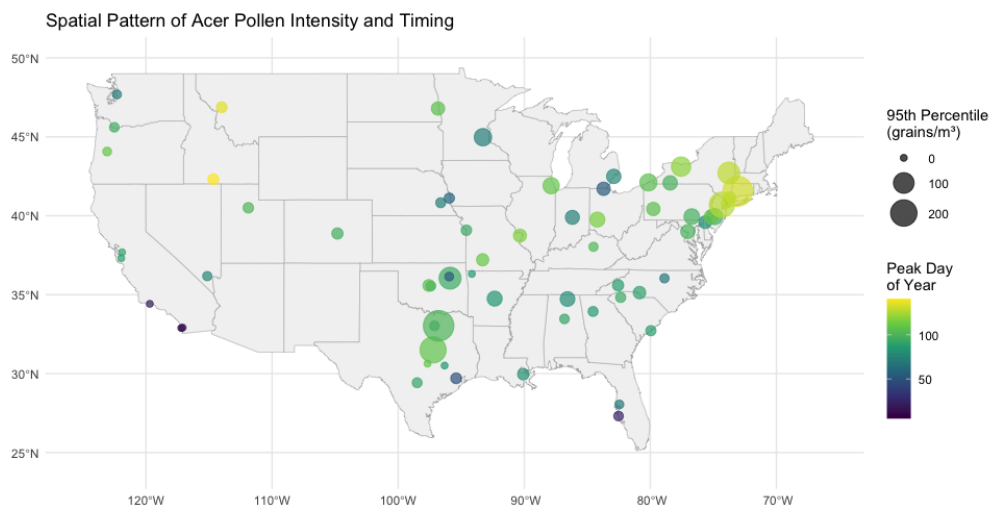 Spatial Pattern of Acer Pollen Intensity and Timing
50°N
45°N
40°N
35°N
30°N
25°N
120°W
110°W
100°W
90°W
80°W
70°W
95th Percentile
(grains/m³)
0
100
200
Peak Day
of Year
100
50